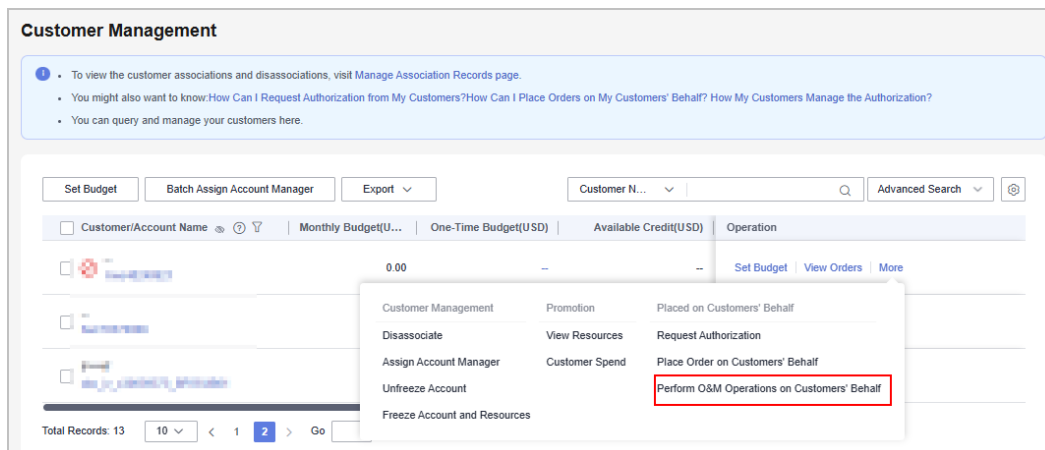 Customer Management
To view the customer associations and disassociations, visit Manage Association Records page.
You might also want to know:How Can I Request Authorization from My Customers?How Can I Place Orders on My Customers' Behalf? How My Customers Manage the Authorization?
You can query and manage your customers here.
Set Budget Batch Assign Account Manager Export Customer N... Advanced Search
Customer/Account Name Monthly Budget(U... One-Time Budget(USD) Available Credit(USD) Operation
0.00 -- -- Set Budget View Orders More
Customer Management Promotion Placed on Customers' Behalf
Disassociate View Resources Request Authorization
Assign Account Manager Customer Spend Place Order on Customers' Behalf
Unfreeze Account Perform O&M Operations on Customers' Behalf
Freeze Account and Resources
Total Records: 13 10 < 1 2 > Go